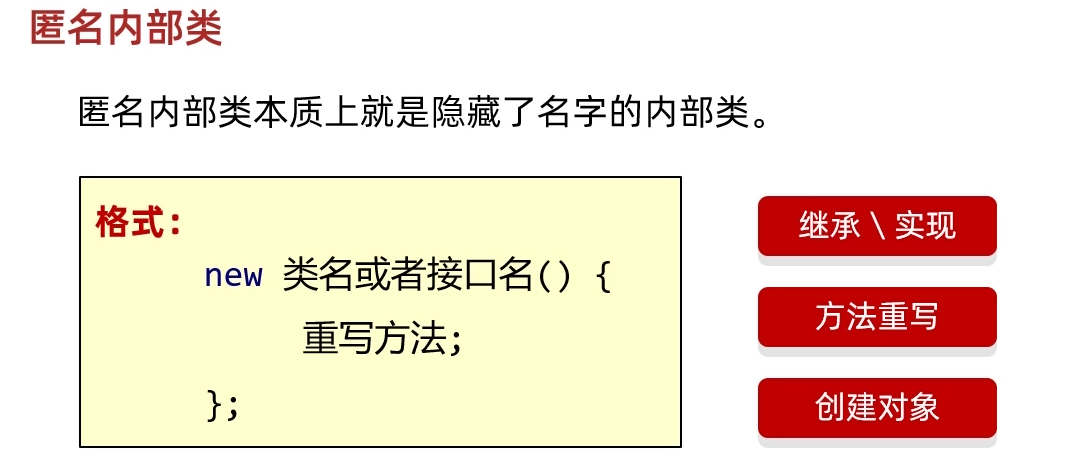 匿名内部类
匿名内部类本质上就是隐藏了名字的内部类。
格式:
new 类名或者接口名() {
重写方法;
};
继承 \ 实现
方法重写
创建对象